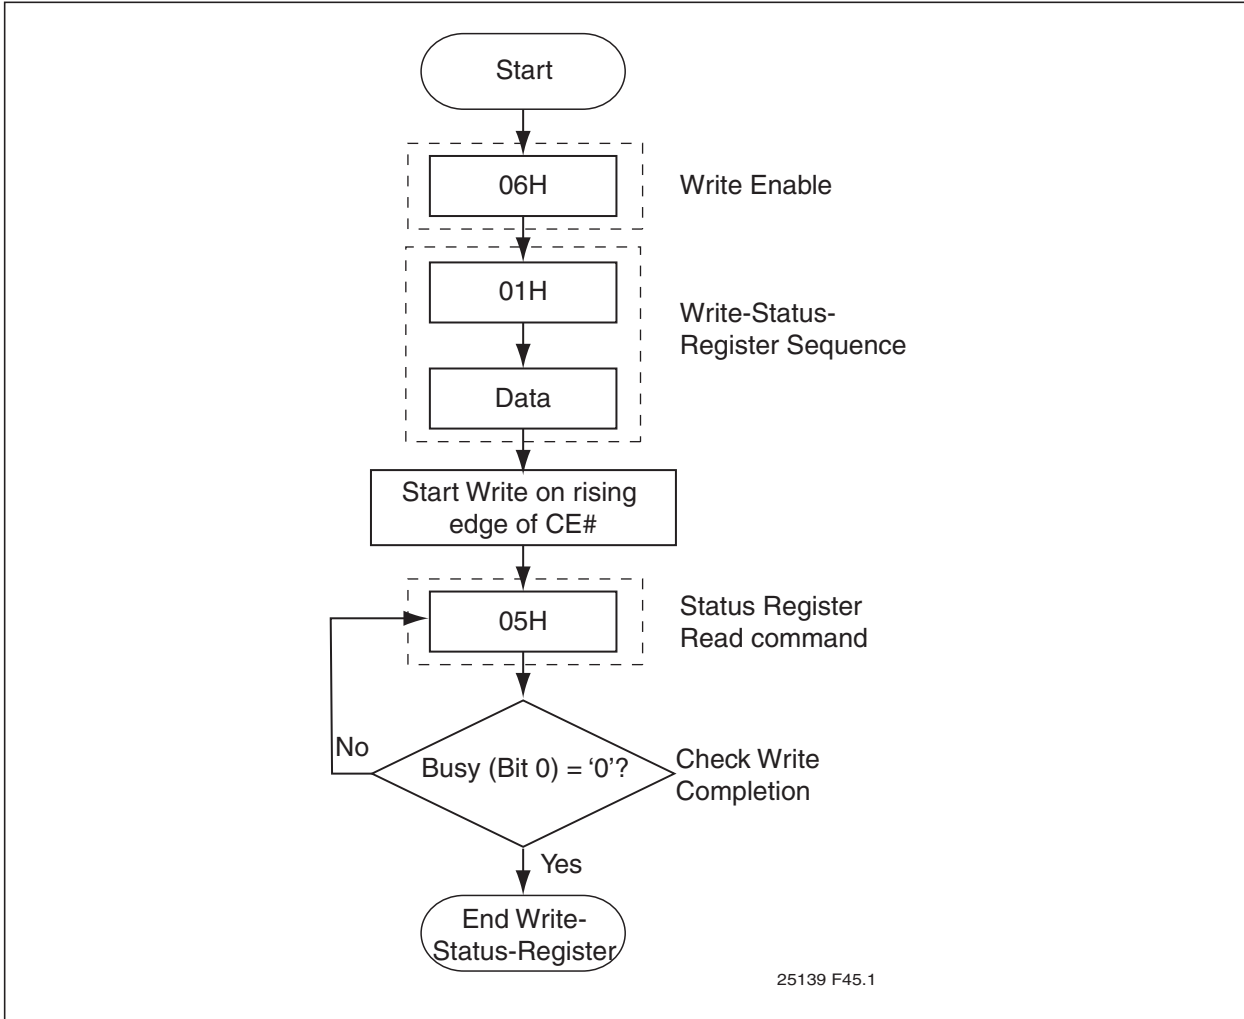 Start
06H
Write Enable
01H
Write-Status-
Register Sequence
Data
Start Write on rising
edge of CE#
05H
Status Register
Read command
No
Busy (Bit 0) = ‘0’?
Check Write
Completion
Yes
End Write-
Status-Register
25139 F45.1